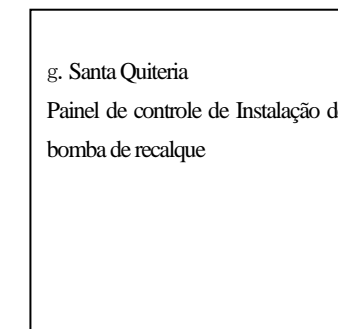 g. Santa Quiteria
Painel de controle de Instalação d
bomba de recalque